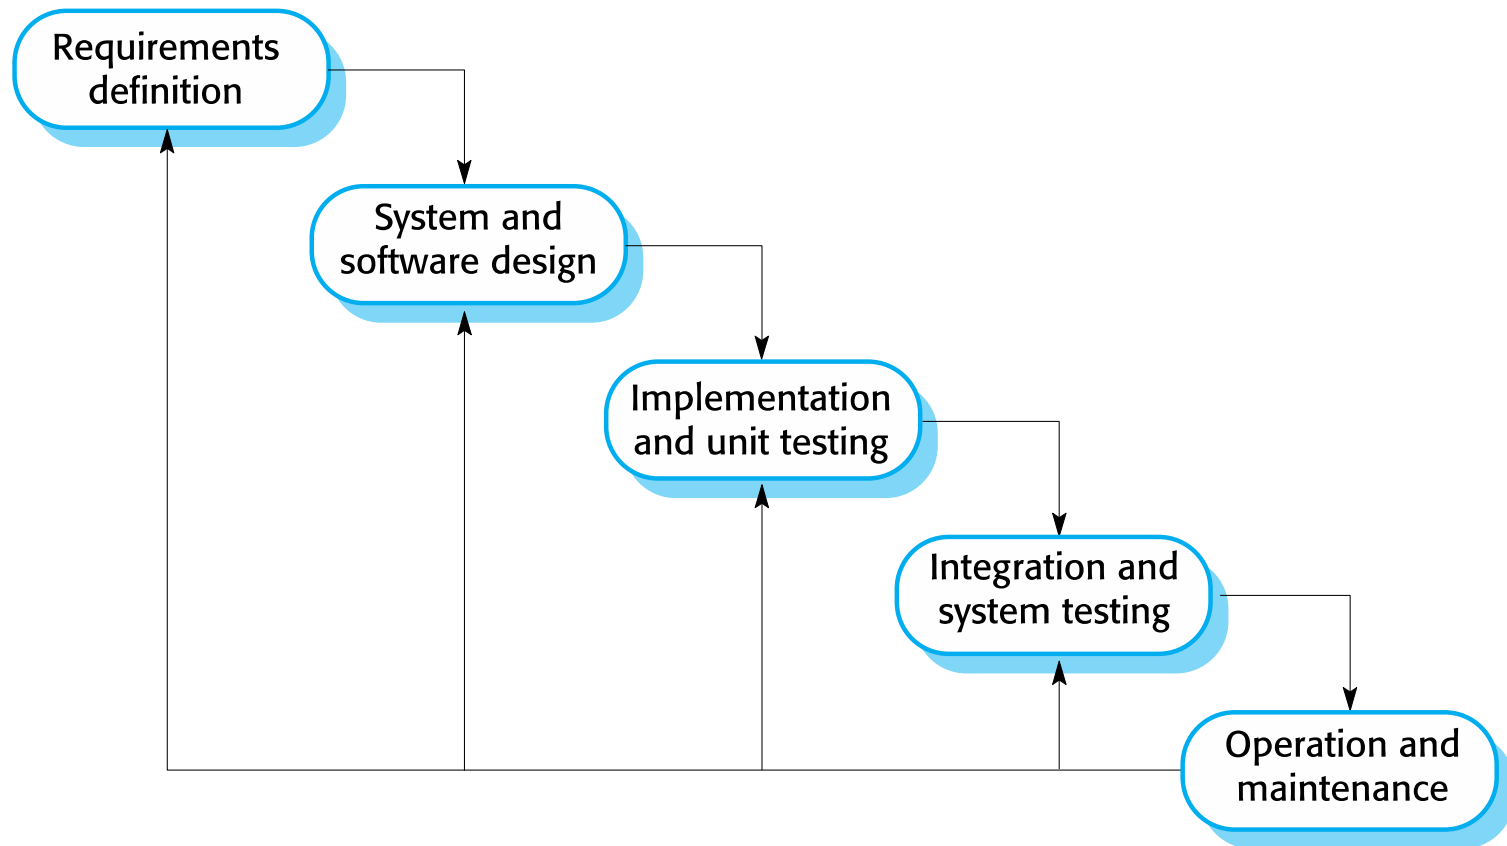 Requirements
definition
System and
software design
Implementation
and unit testing
Integration and
system testing
Operation and
maintenance